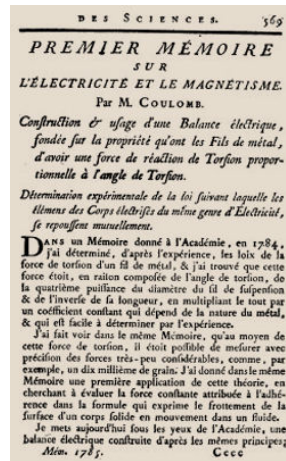 DES SCIENCES. 569
PREMIER MÉMOIRE
SUR
L'ÉLECTRICITÉ ET LE MAGNÉTISME.
Par M. COULOMB.
Construction & usage d'une Balance électrique,
fondée sur la propriété qu'ont les Fils de métal,
d'avoir une force de réaction de Torsion propor-
tionnelle à l'angle de Torsion.
Détermination expérimentale de la loi suivant laquelle les
élémens des Corps électrisés du même genre d'Électricité,
se repoussent mutuellement.
DANS un Mémoire donné à l'Académie, en 1784,
j'ai déterminé, d'après l'expérience, les loix de la
force de torsion d'un fil de métal, & j'ai trouvé que cette
force étoit, en raison composée de l'angle de torsion, de
la quatrième puissance du diamètre du fil de suspension
& de l'inverse de sa longueur, en multipliant le tout par
un coëfficient constant qui dépend de la nature du métal,
& qui est facile à déterminer par l'expérience.
J'ai fait voir dans le même Mémoire, qu'au moyen de
cette force de torsion, il étoit possible de mesurer avec
précision des forces très-peu considérables, comme, par
exemple, un dix millième de grain. J'ai donné dans le même
Mémoire une première application de cette théorie, en
cherchant à évaluer la force constante attribuée à l'adhé-
rence dans la formule qui exprime le frottement de la
surface d'un corps solide en mouvement dans un fluide.
Je mets aujourd'hui sous les yeux de l'Académie, une
balance électrique construite d'après les mêmes principes;
Mém. 1785. Cccc